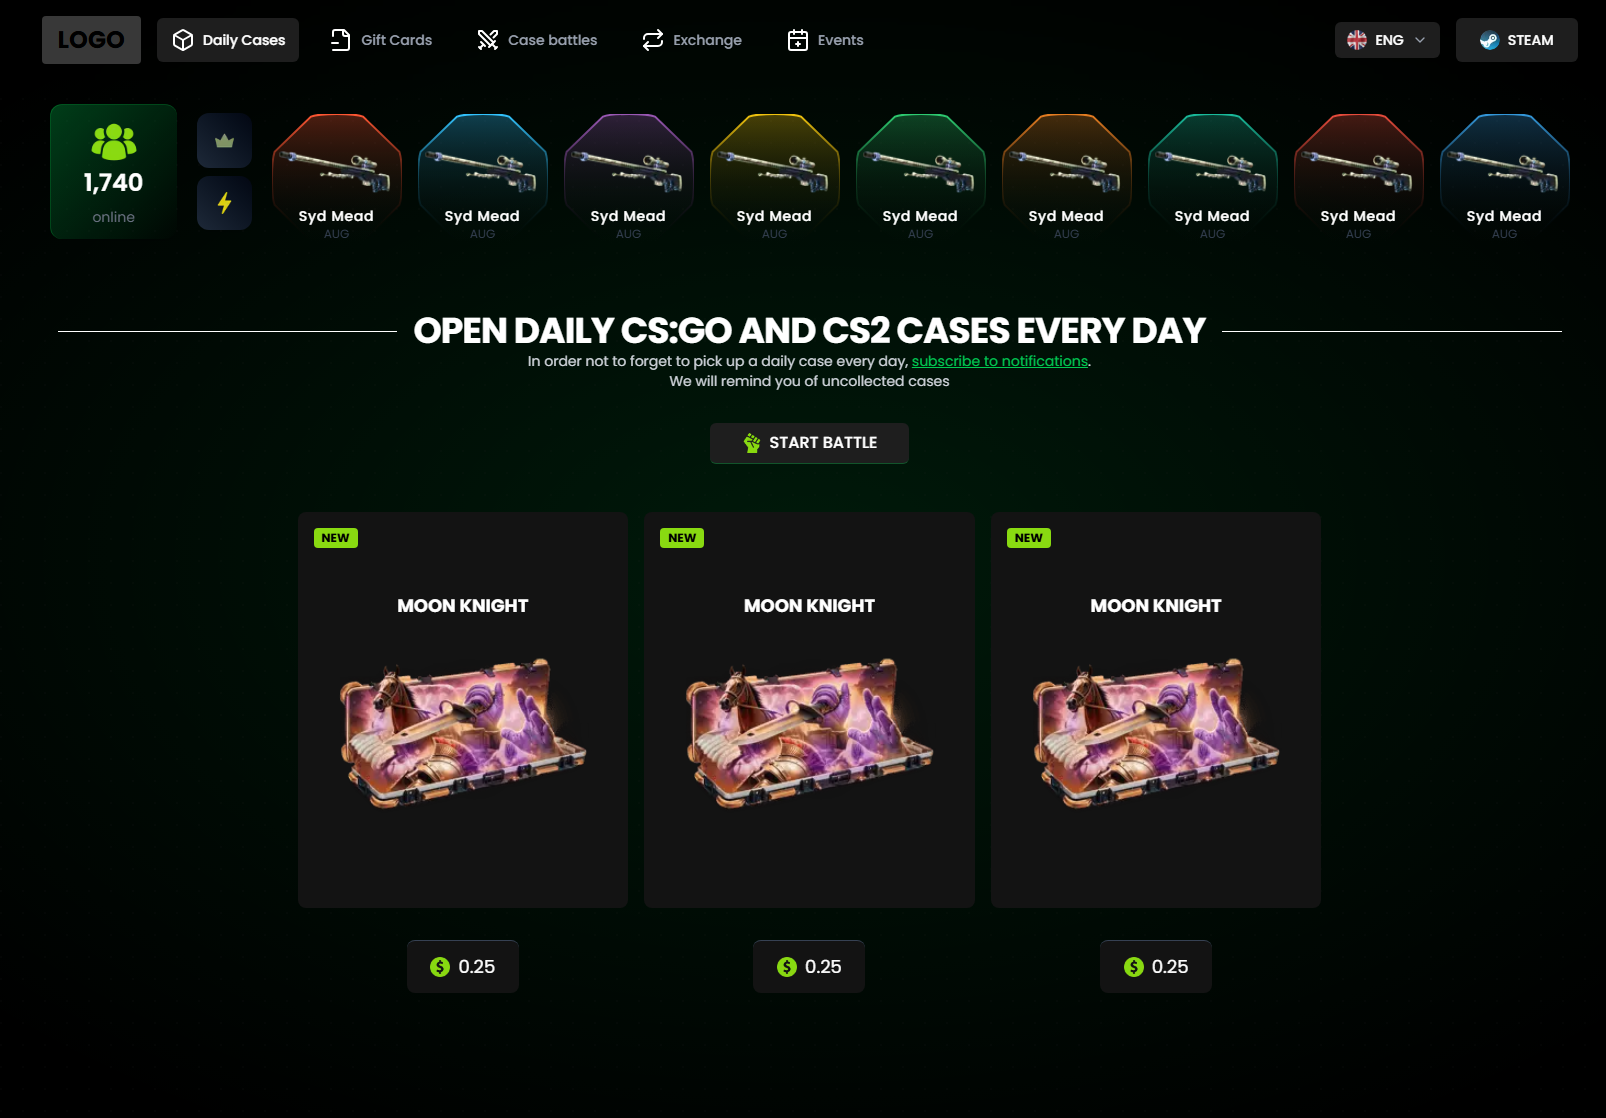 LOGO
Daily Cases
Gift Cards
Case battles
Exchange
Events
ENG
STEAM
1,740
online
Syd Mead
AUG
Syd Mead
AUG
Syd Mead
AUG
Syd Mead
AUG
Syd Mead
AUG
Syd Mead
AUG
Syd Mead
AUG
Syd Mead
AUG
Syd Mead
AUG
OPEN DAILY CS:GO AND CS2 CASES EVERY DAY
In order not to forget to pick up a daily case every day, subscribe to notifications.
We will remind you of uncollected cases
START BATTLE
NEW
MOON KNIGHT
NEW
MOON KNIGHT
NEW
MOON KNIGHT
$ 0.25
$ 0.25
$ 0.25